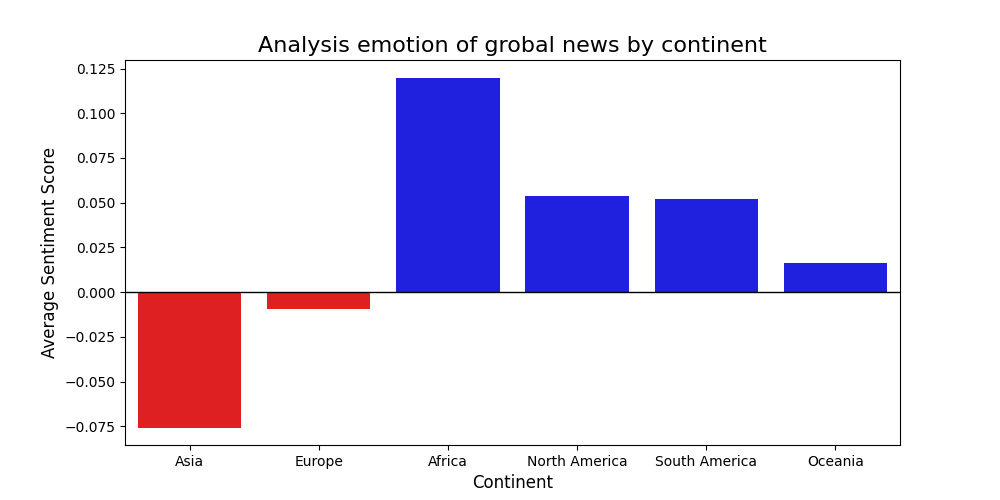 Analysis emotion of grobal news by continent
0.125
0.100
0.075
0.050
0.025
0.000
−0.025
−0.050
−0.075
Average Sentiment Score
Asia Europe Africa North America South America Oceania
Continent